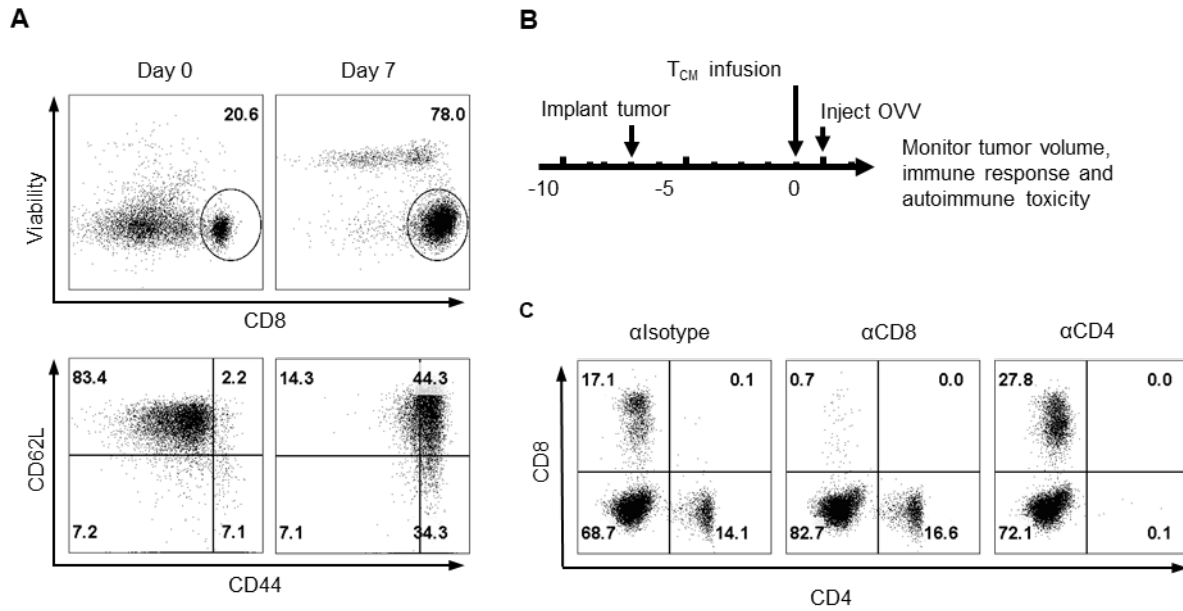 A
Day 0
Day 7
20.6
78.0
Viability
CD8
83.4
2.2
14.3
44.3
7.2
7.1
7.1
34.3
CD62L
CD44
B
T_CM infusion
Implant tumor
Inject OVV
-10
-5
0
Monitor tumor volume,
immune response and
autoimmune toxicity
C
αIsotype
αCD8
αCD4
17.1
0.1
0.7
0.0
27.8
0.0
68.7
14.1
82.7
16.6
72.1
0.1
CD8
CD4